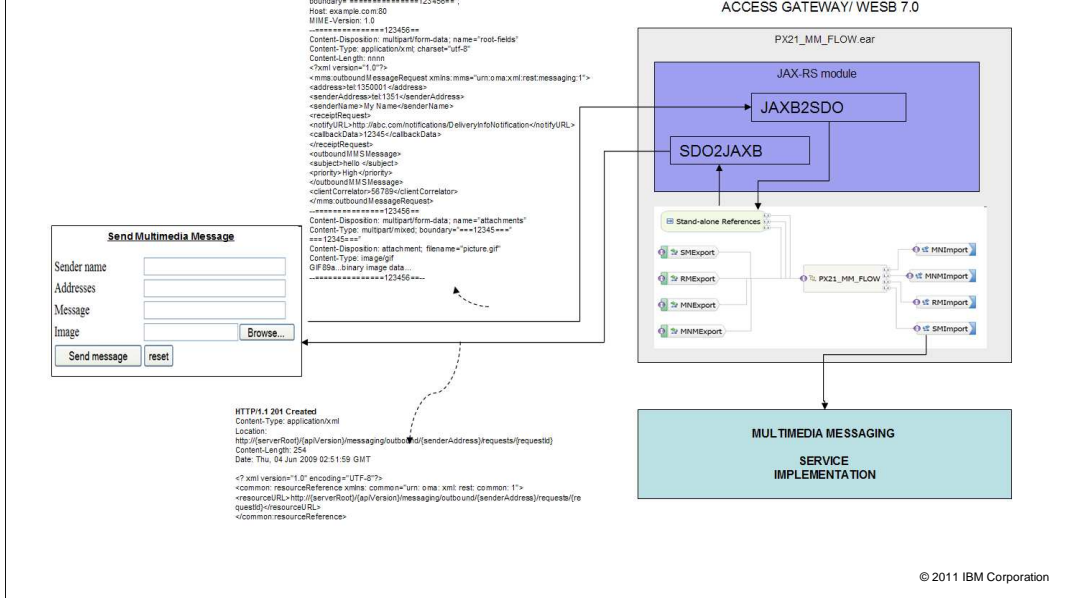 boundary="===============123456==";
Host: example.com:80
MIME-Version: 1.0
--===============123456==
Content-Disposition: multipart/form-data; name="root-fields"
Content-Type: application/xml; charset="utf-8"
Content-Length: nnnn
<?xml version="1.0"?>
<mms:outboundMessageRequest xmlns:mms="urn:oma:xml:rest:messaging:1">
<address>tel:1350001</address>
<senderAddress>tel:1351</senderAddress>
<senderName>My Name</senderName>
<receiptRequest>
<notifyURL>http://abc.com/notifications/DeliveryInfoNotification</notifyURL>
<callbackData>12345</callbackData>
</receiptRequest>
<outboundMMSMessage>
<subject>hello </subject>
<priority>High</priority>
</outboundMMSMessage>
<clientCorrelator>56789</clientCorrelator>
</mms:outboundMessageRequest>
--===============123456==
Content-Disposition: multipart/form-data; name="attachments"
Content-Type: multipart/mixed; boundary="===12345==="
===12345==="
Content-Disposition: attachment; filename="picture.gif"
Content-Type: image/gif
GIF89a...binary image data...
--===============123456==--
ACCESS GATEWAY/ WESB 7.0
PX21_MM_FLOW.ear
JAX-RS module
JAXB2SDO
SDO2JAXB
Stand-alone References
SMExport
RMExport
MNExport
MNMExport
PX21_MM_FLOW
MNImport
MNMImport
RMImport
SMImport
Send Multimedia Message
Sender name
Addresses
Message
Image
Browse...
Send message
reset
HTTP/1.1 201 Created
Content-Type: application/xml
Location:
http://{serverRoot}/{apiVersion}/messaging/outbound/{senderAddress}/requests/{requestId}
Content-Length: 254
Date: Thu, 04 Jun 2009 02:51:59 GMT
<? xml version="1.0" encoding="UTF-8"?>
<common: resourceReference xmlns: common="urn: oma: xml: rest: common: 1">
<resourceURL>http://{serverRoot}/{apiVersion}/messaging/outbound/{senderAddress}/requests/{re
questId}</resourceURL>
</common:resourceReference>
MULTIMEDIA MESSAGING
SERVICE
IMPLEMENTATION
© 2011 IBM Corporation